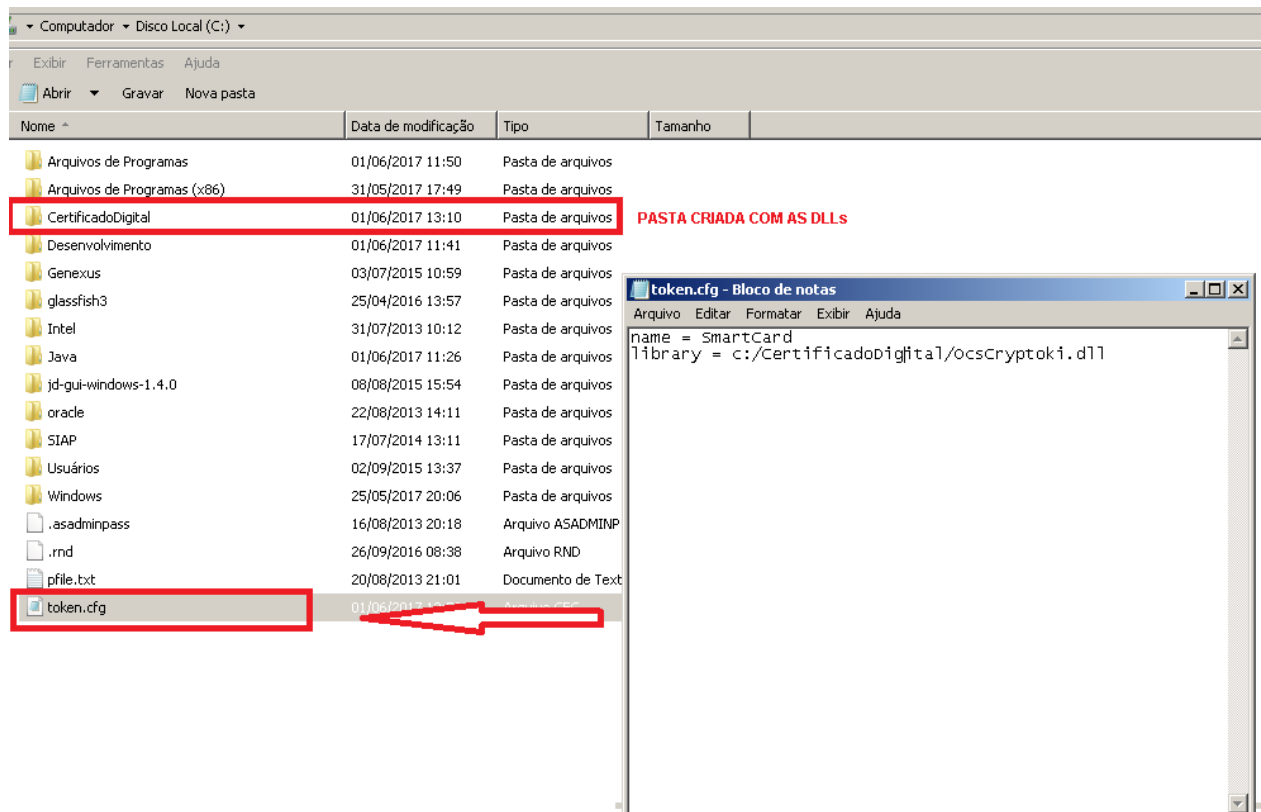 Computador Disco Local (C:)
Exibir Ferramentas Ajuda
Abrir Gravar Nova pasta
Nome Data de modificação Tipo Tamanho
Arquivos de Programas 01/06/2017 11:50 Pasta de arquivos
Arquivos de Programas (x86) 31/05/2017 17:49 Pasta de arquivos
CertificadoDigital 01/06/2017 13:10 Pasta de arquivos PASTA CRIADA COM AS DLLs
Desenvolvimento 01/06/2017 11:41 Pasta de arquivos
Genexus 03/07/2015 10:59 Pasta de arquivos
glassfish3 25/04/2016 13:57 Pasta de arquivos
Intel 31/07/2013 10:12 Pasta de arquivos
Java 01/06/2017 11:26 Pasta de arquivos
jd-gui-windows-1.4.0 08/08/2015 15:54 Pasta de arquivos
oracle 22/08/2013 14:11 Pasta de arquivos
SIAP 17/07/2014 13:11 Pasta de arquivos
Usuários 02/09/2015 13:37 Pasta de arquivos
Windows 25/05/2017 20:06 Pasta de arquivos
.asadminpass 16/08/2013 20:18 Arquivo ASADMINP
.rnd 26/09/2016 08:38 Arquivo RND
pfile.txt 20/08/2013 21:01 Documento de Text
token.cfg 01/06/2017
token.cfg - Bloco de notas
Arquivo Editar Formatar Exibir Ajuda
name = SmartCard
library = c:/CertificadoDigital/OcsCryptoki.dll